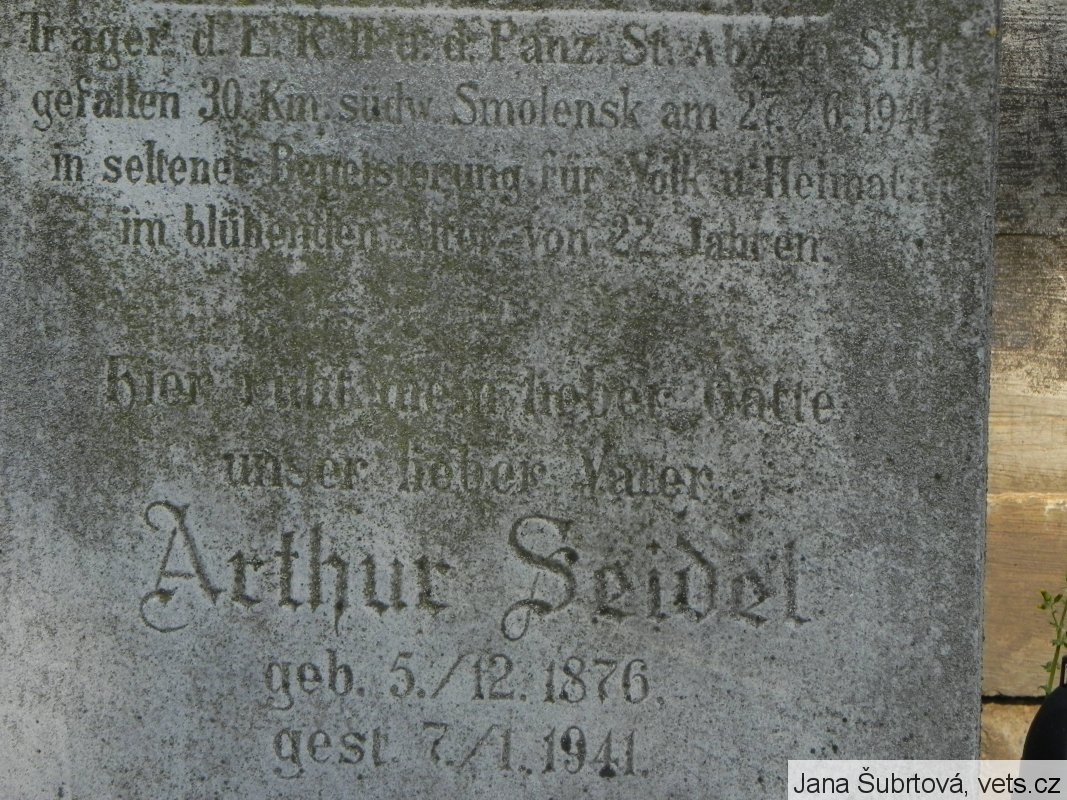 Träger d. E. K. II u. d. Panz. St. Abz. in Silb.
gefallen 30. Km. südw. Smolensk am 27./6. 1941.
in seltener Begeisterung für Volk u. Heimat
im blühenden Alter von 22 Jahren.
Hier ruht mein lieber Gatte
unser lieber Vater
Arthur Seidel
geb. 5./12. 1876.
gest. 7./1. 1941.
Jana Šubrtová, vets.cz